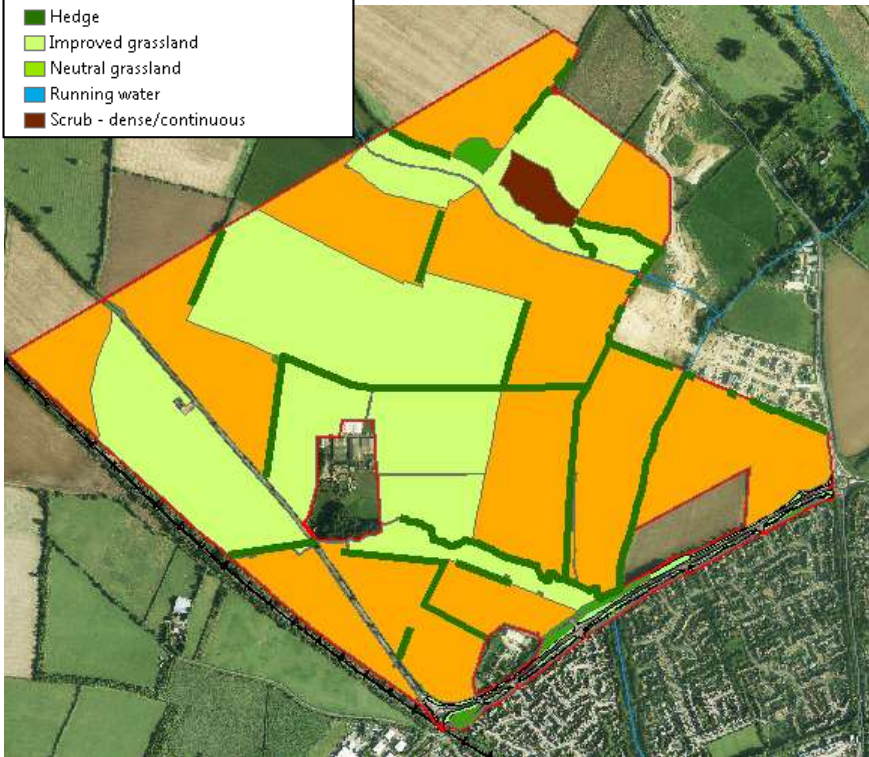 Hedge
Improved grassland
Neutral grassland
Running water
Scrub - dense/continuous